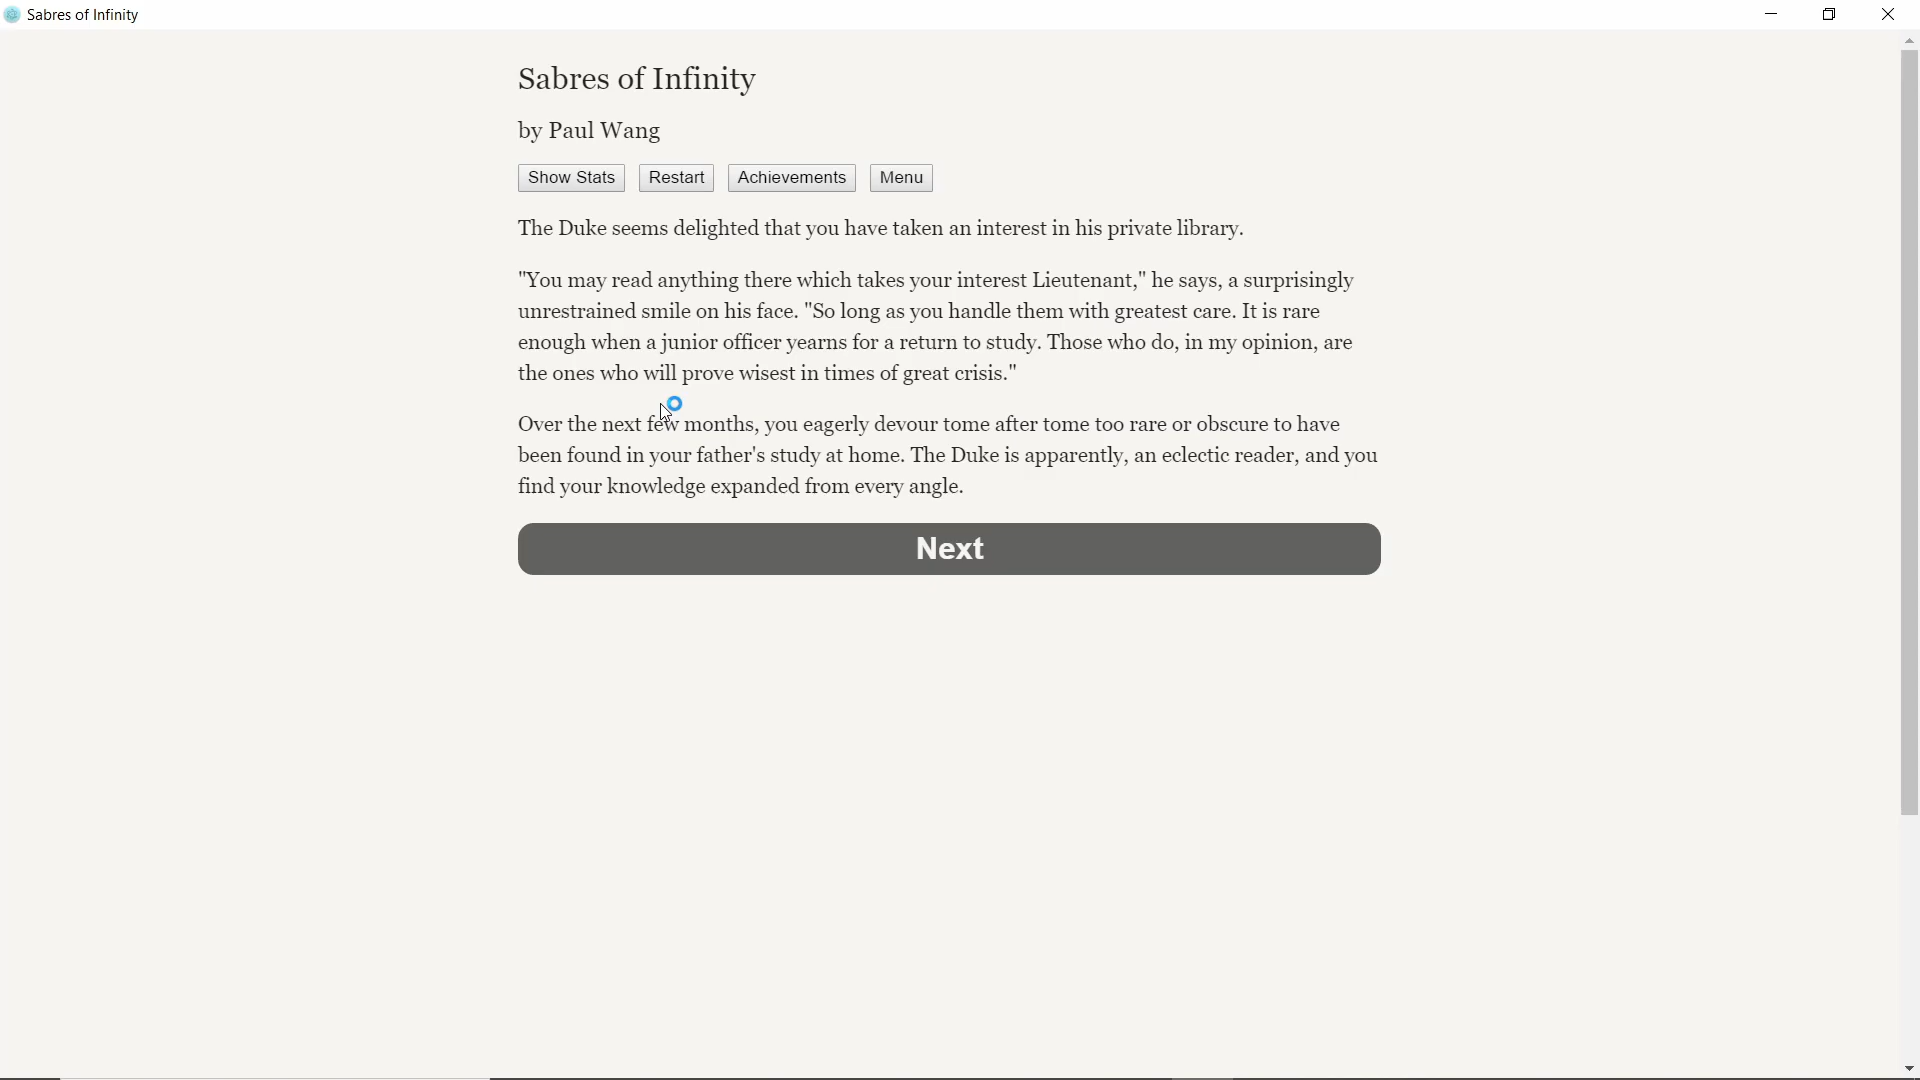 Sabres of Infinity
Sabres of Infinity
by Paul Wang
Show Stats Restart Achievements Menu
The Duke seems delighted that you have taken an interest in his private library.
"You may read anything there which takes your interest Lieutenant," he says, a surprisingly
unrestrained smile on his face. "So long as you handle them with greatest care. It is rare
enough when a junior officer yearns for a return to study. Those who do, in my opinion, are
the ones who will prove wisest in times of great crisis."
Over the next few months, you eagerly devour tome after tome too rare or obscure to have
been found in your father's study at home. The Duke is apparently, an eclectic reader, and you
find your knowledge expanded from every angle.
Next